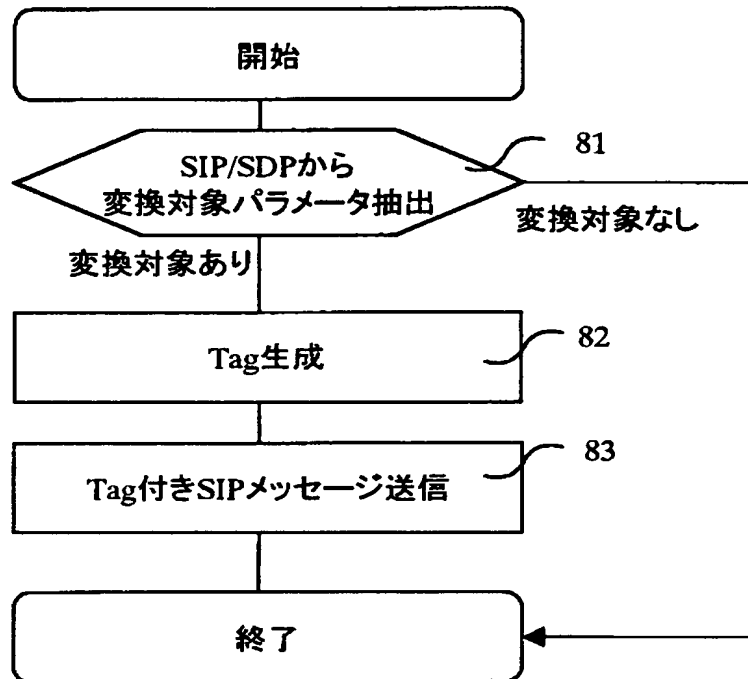 開始
SIP/SDPから
変換対象パラメータ抽出
81
変換対象なし
変換対象あり
Tag生成
82
Tag付きSIPメッセージ送信
83
終了